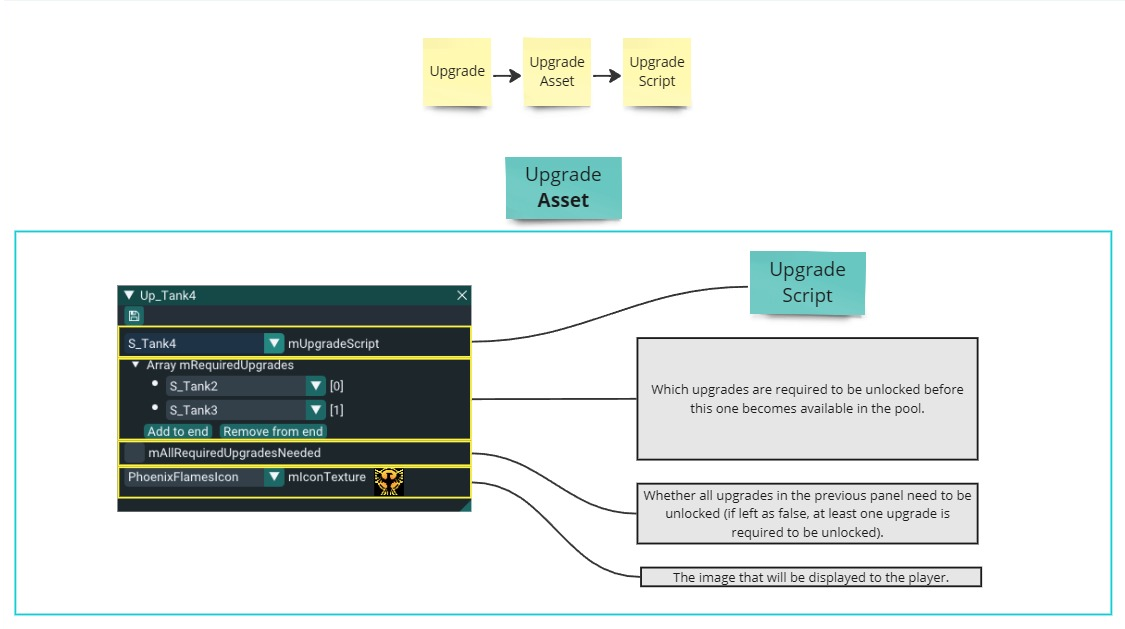 Upgrade
Upgrade
Asset
Upgrade
Script
Upgrade
Asset
Up_Tank4
S_Tank4 mUpgradeScript
Array mRequiredUpgrades
S_Tank2 [0]
S_Tank3 [1]
Add to end Remove from end
mAllRequiredUpgradesNeeded
PhoenixFlamesIcon mIconTexture
Upgrade
Script
Which upgrades are required to be unlocked before
this one becomes available in the pool.
Whether all upgrades in the previous panel need to be
unlocked (if left as false, at least one upgrade is
required to be unlocked).
The image that will be displayed to the player.